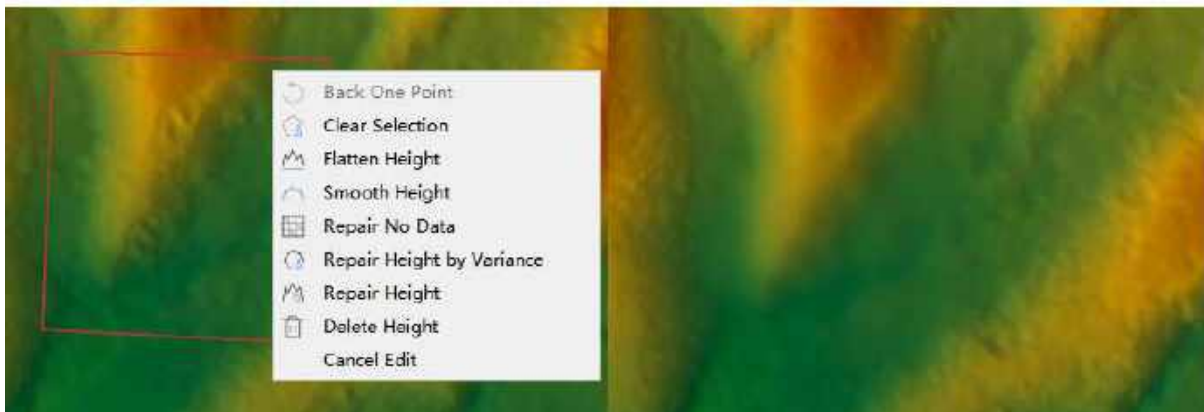 Back One Point
Clear Selection
Flatten Height
Smooth Height
Repair No Data
Repair Height by Variance
Repair Height
Delete Height
Cancel Edit